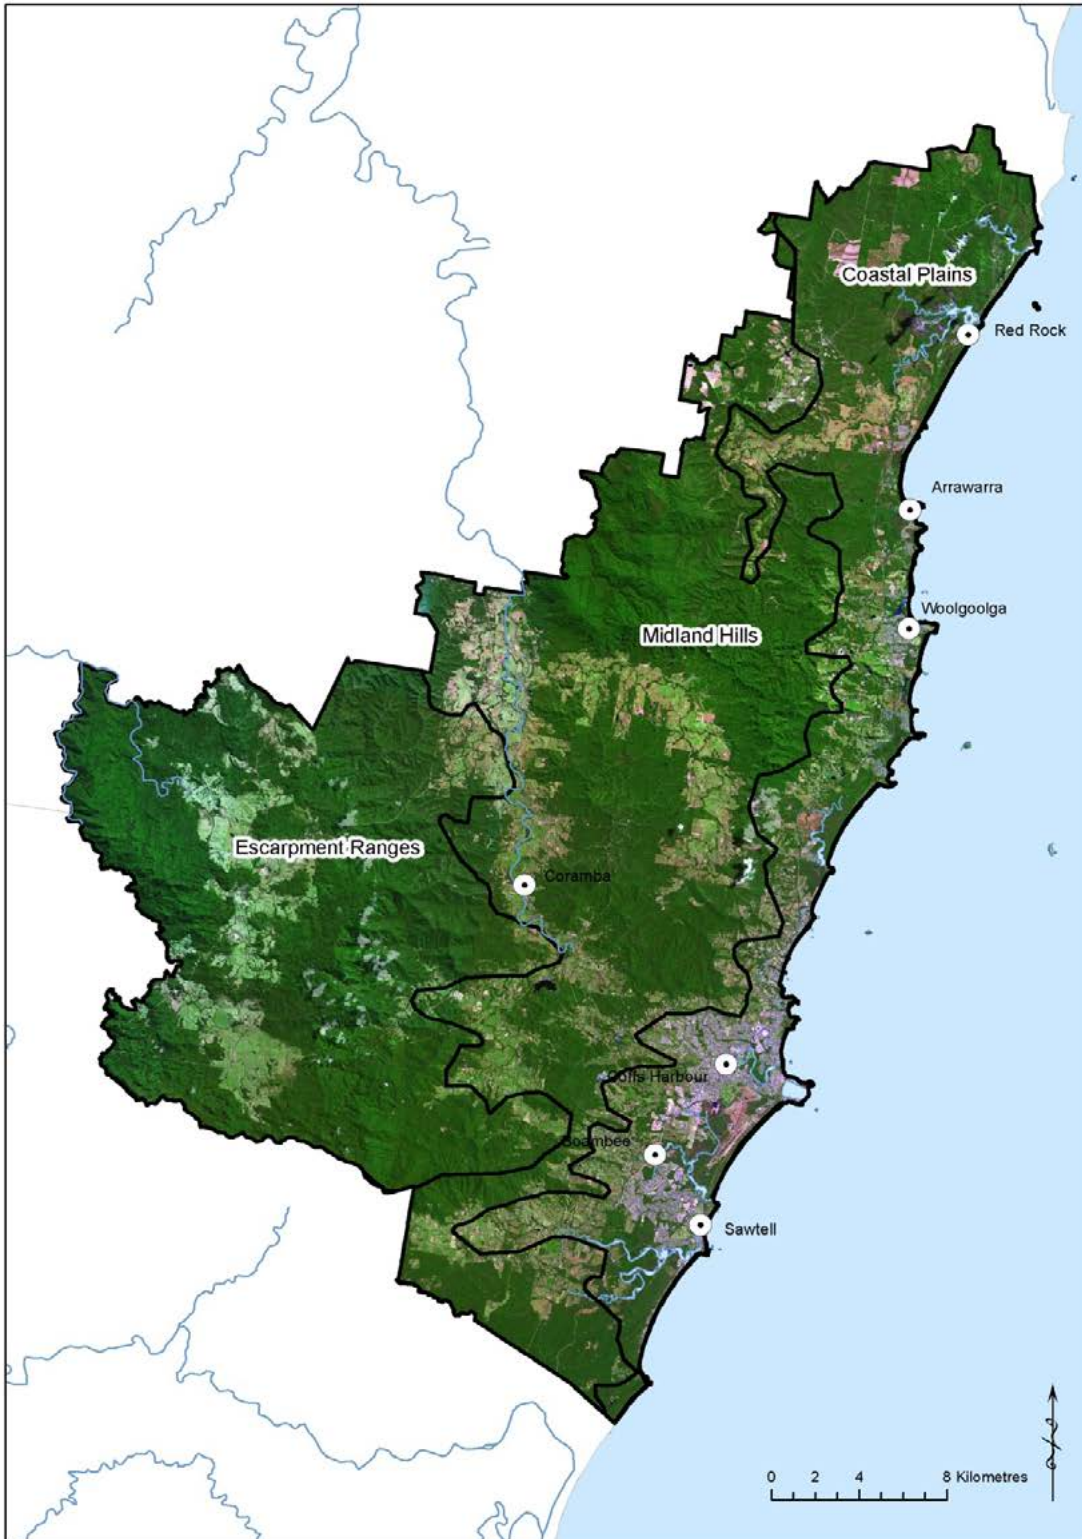 Coastal Plains
Red Rock
Arrawarra
Woolgoolga
Midland Hills
Escarpment Ranges
Coramba
Coffs Harbour
Boambee
Sawtell
0 2 4 8 Kilometres